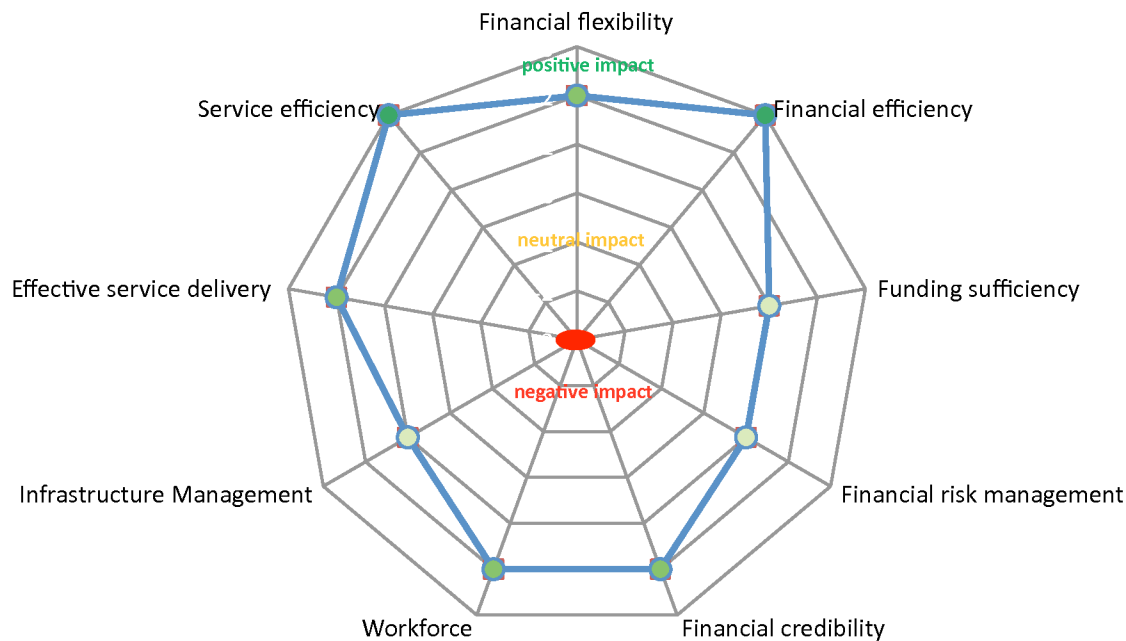 Financial flexibility
positive impact
Service efficiency
Financial efficiency
neutral impact
Effective service delivery
Funding sufficiency
negative impact
Infrastructure Management
Financial risk management
Workforce
Financial credibility